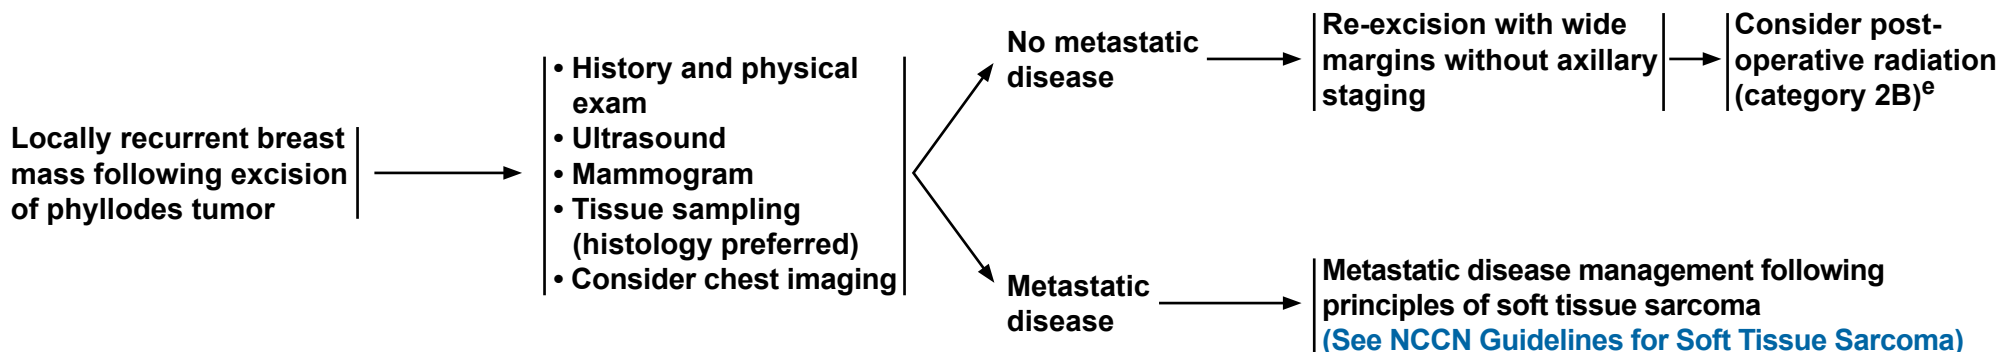 Locally recurrent breast
mass following excision
of phyllodes tumor
• History and physical
exam
• Ultrasound
• Mammogram
• Tissue sampling
(histology preferred)
• Consider chest imaging
No metastatic
disease
Re-excision with wide
margins without axillary
staging
Consider post-
operative radiation
(category 2B)e
Metastatic
disease
Metastatic disease management following
principles of soft tissue sarcoma
(See NCCN Guidelines for Soft Tissue Sarcoma)